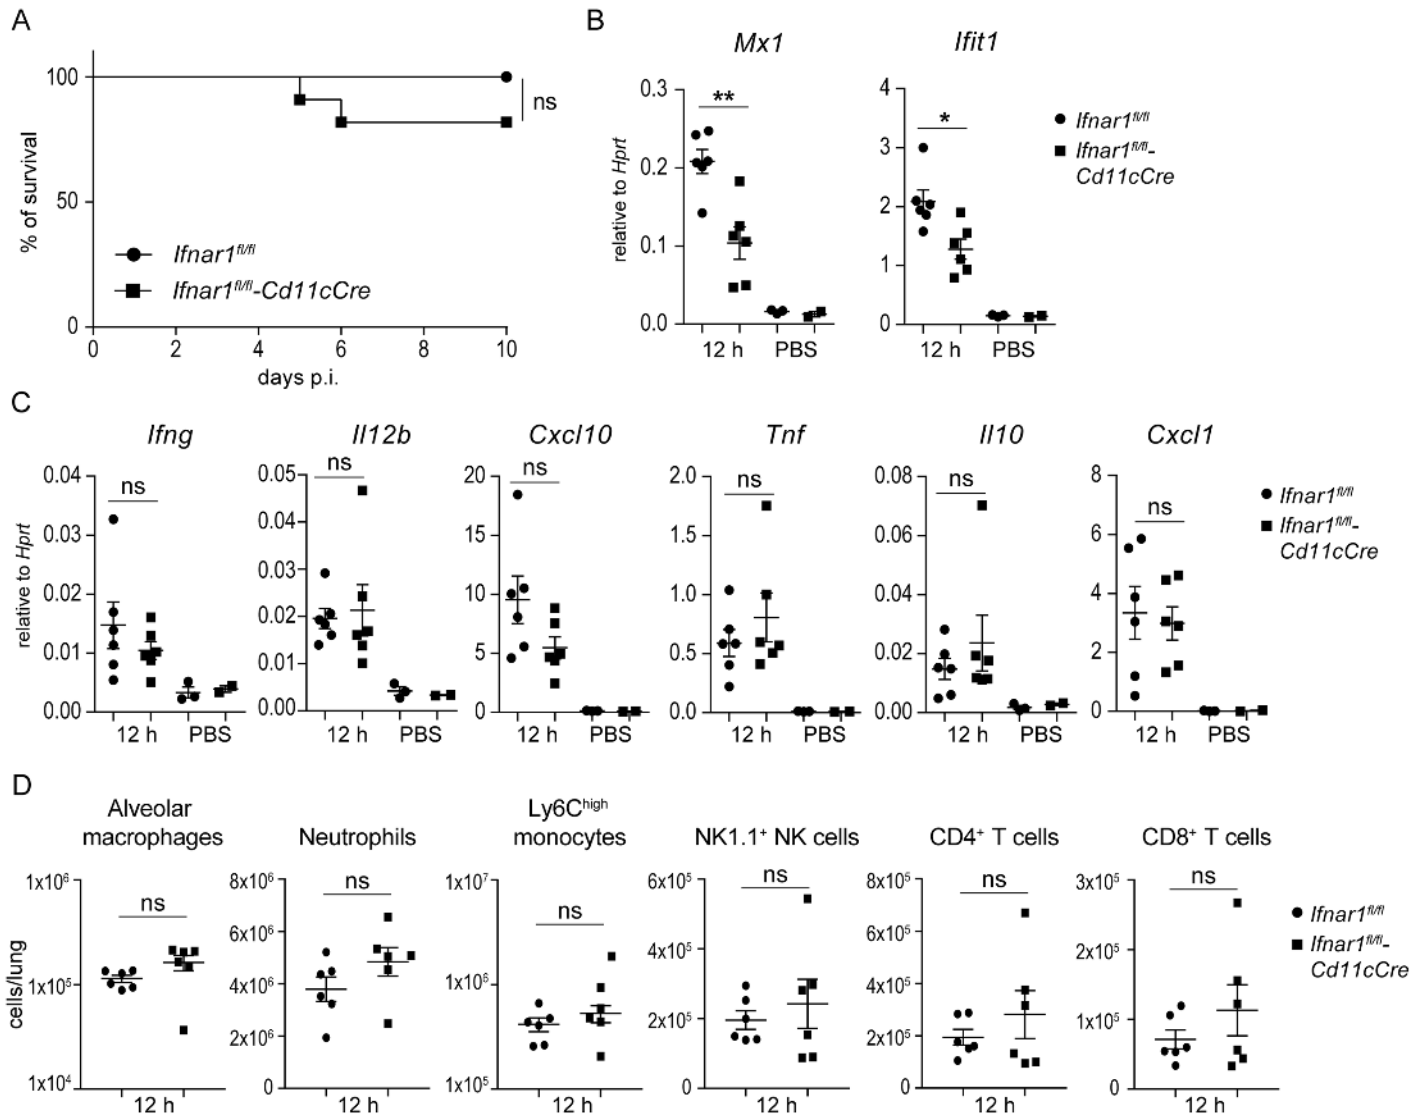 A
100
50
0
% of survival
ns
Ifnar1fl/fl
Ifnar1fl/fl-Cd11cCre
0 2 4 6 8 10
days p.i.
B
Mx1
Ifit1
0.3
0.2
0.1
0.0
relative to Hprt
**
12 h PBS
4
3
2
1
0
*
12 h PBS
Ifnar1fl/fl
Ifnar1fl/fl-
Cd11cCre
C
Ifng
Il12b
Cxcl10
Tnf
Il10
Cxcl1
relative to Hprt
0.04
0.03
0.02
0.01
0.00
ns
12 h PBS
0.05
0.04
0.03
0.02
0.01
0.00
ns
12 h PBS
20
15
10
5
0
ns
12 h PBS
2.0
1.5
1.0
0.5
0.0
ns
12 h PBS
0.08
0.06
0.04
0.02
0.00
ns
12 h PBS
8
6
4
2
0
ns
12 h PBS
Ifnar1fl/fl
Ifnar1fl/fl-
Cd11cCre
D
Alveolar
macrophages
Neutrophils
Ly6Chigh
monocytes
NK1.1+ NK cells
CD4+ T cells
CD8+ T cells
cells/lung
1x106
1x105
1x104
ns
12 h
8x106
6x106
4x106
2x106
0
ns
12 h
1x107
1x106
1x105
ns
12 h
6x105
4x105
2x105
0
ns
12 h
8x105
6x105
4x105
2x105
0
ns
12 h
3x105
2x105
1x105
0
ns
12 h
Ifnar1fl/fl
Ifnar1fl/fl-
Cd11cCre